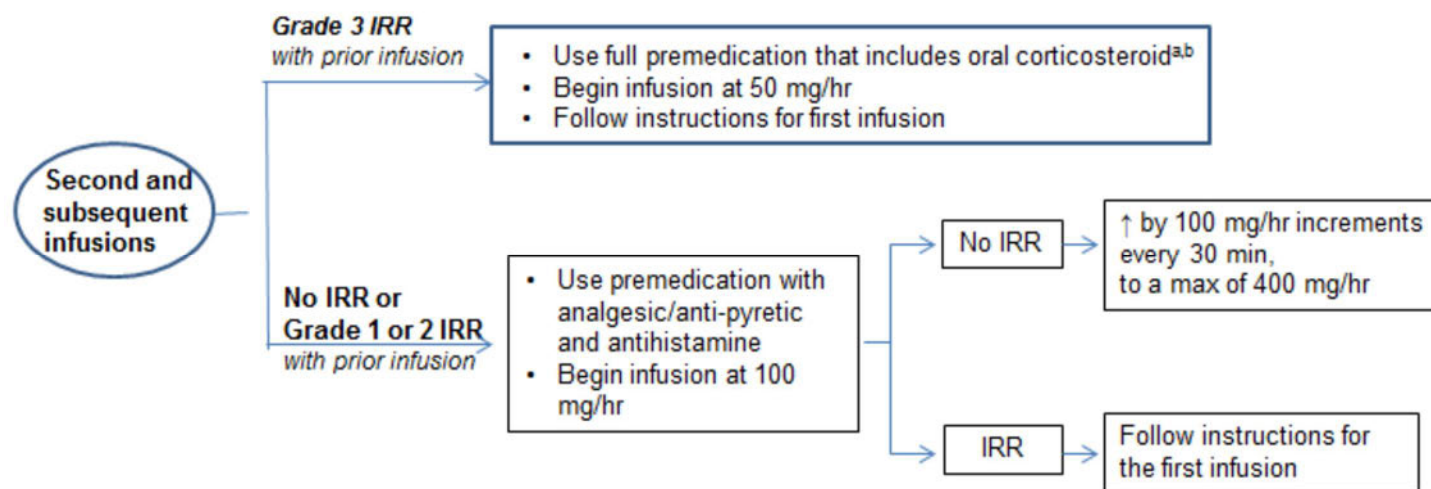 Grade 3 IRR
with prior infusion
• Use full premedication that includes oral corticosteroida,b
• Begin infusion at 50 mg/hr
• Follow instructions for first infusion
Second and
subsequent
infusions
No IRR or
Grade 1 or 2 IRR
with prior infusion
• Use premedication with
analgesic/anti-pyretic
and antihistamine
• Begin infusion at 100
mg/hr
No IRR
↑ by 100 mg/hr increments
every 30 min,
to a max of 400 mg/hr
IRR
Follow instructions for
the first infusion